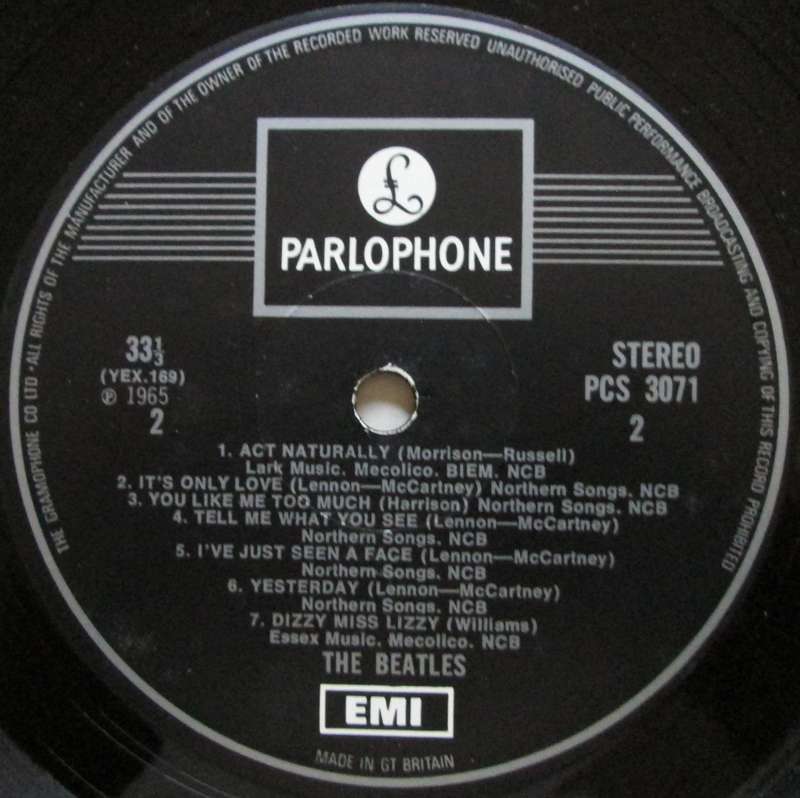 THE GRAMOPHONE CO LTD · ALL RIGHTS OF THE MANUFACTURER AND OF THE OWNER OF THE RECORDED WORK RESERVED UNAUTHORISED PUBLIC PERFORMANCE BROADCASTING AND COPYING OF THIS RECORD PROHIBITED
£
PARLOPHONE
33⅓
(YEX.169)
℗ 1965
2
STEREO
PCS 3071
2
1. ACT NATURALLY (Morrison—Russell)
Lark Music. Mecolico. BIEM. NCB
2. IT'S ONLY LOVE (Lennon—McCartney) Northern Songs. NCB
3. YOU LIKE ME TOO MUCH (Harrison) Northern Songs. NCB
4. TELL ME WHAT YOU SEE (Lennon—McCartney)
Northern Songs. NCB
5. I'VE JUST SEEN A FACE (Lennon—McCartney)
Northern Songs. NCB
6. YESTERDAY (Lennon—McCartney)
Northern Songs. NCB
7. DIZZY MISS LIZZY (Williams)
Essex Music. Mecolico. NCB
THE BEATLES
EMI
MADE IN GT BRITAIN